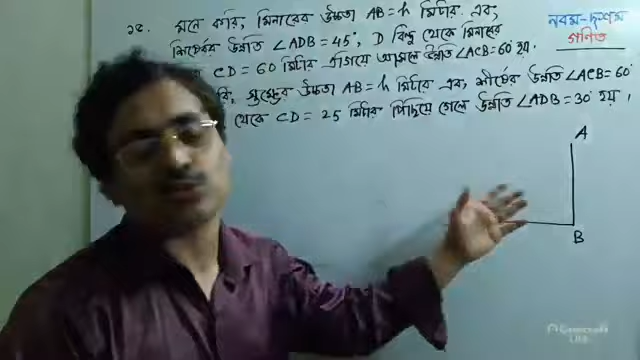 ১৫. মনে করি, মিনারের উচ্চতা AB = h মিটার এবং
শীর্ষের উন্নতি ∠ADB = 45°, D বিন্দু থেকে মিনারের
CD = 60 মিটার এগিয়ে আসলে উন্নতি ∠ACB = 60° হয়।
স্তম্ভের উচ্চতা AB = h মিটার এবং, শীর্ষের উন্নতি ∠ACB = 60°
থেকে CD = 25 মিটার পিছিয়ে গেলে উন্নতি ∠ADB = 30° হয়।
নবম-দশম
গণিত
A
B